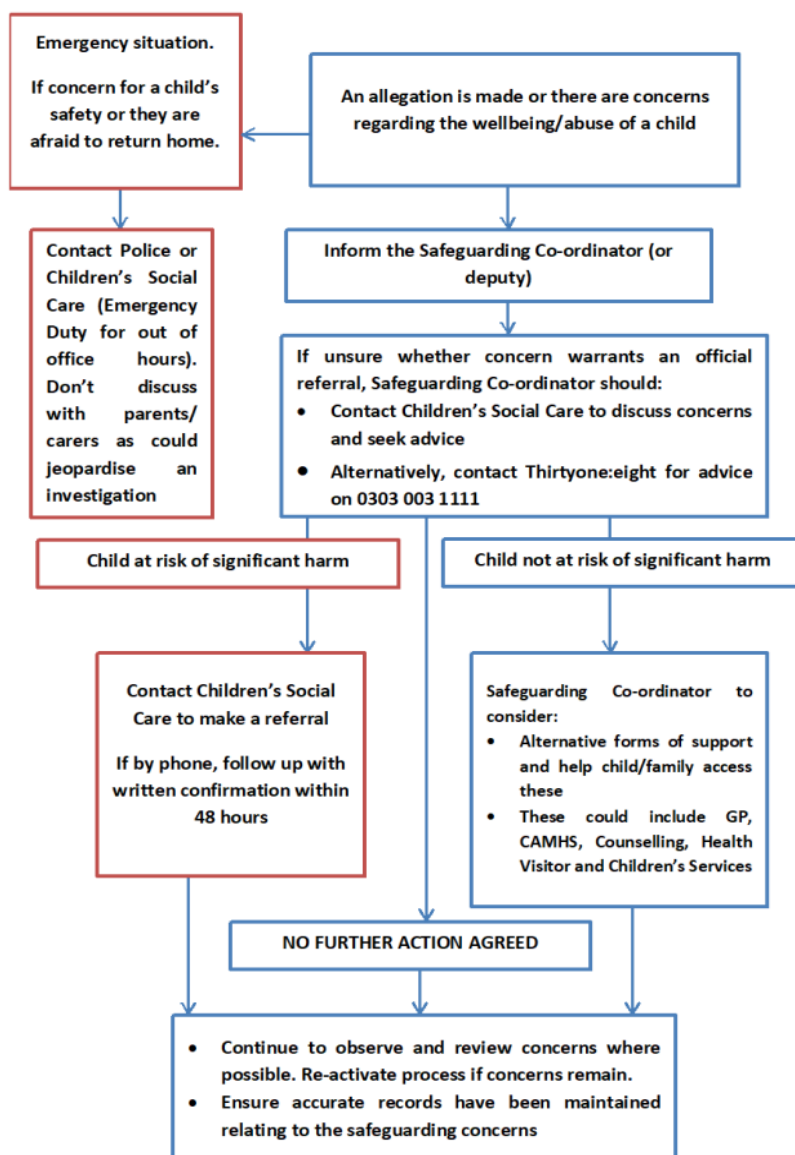 Emergency situation.
If concern for a child's
safety or they are
afraid to return home.
An allegation is made or there are concerns
regarding the wellbeing/abuse of a child
Contact Police or
Children's Social
Care (Emergency
Duty for out of
office hours).
Don't discuss
with parents/
carers as could
jeopardise an
investigation
Inform the Safeguarding Co-ordinator (or
deputy)
If unsure whether concern warrants an official
referral, Safeguarding Co-ordinator should:
• Contact Children's Social Care to discuss concerns
and seek advice
• Alternatively, contact Thirtyone:eight for advice
on 0303 003 1111
Child at risk of significant harm
Child not at risk of significant harm
Contact Children's Social
Care to make a referral
If by phone, follow up with
written confirmation within
48 hours
Safeguarding Co-ordinator to
consider:
• Alternative forms of support
and help child/family access
these
• These could include GP,
CAMHS, Counselling, Health
Visitor and Children's Services
NO FURTHER ACTION AGREED
• Continue to observe and review concerns where
possible. Re-activate process if concerns remain.
• Ensure accurate records have been maintained
relating to the safeguarding concerns